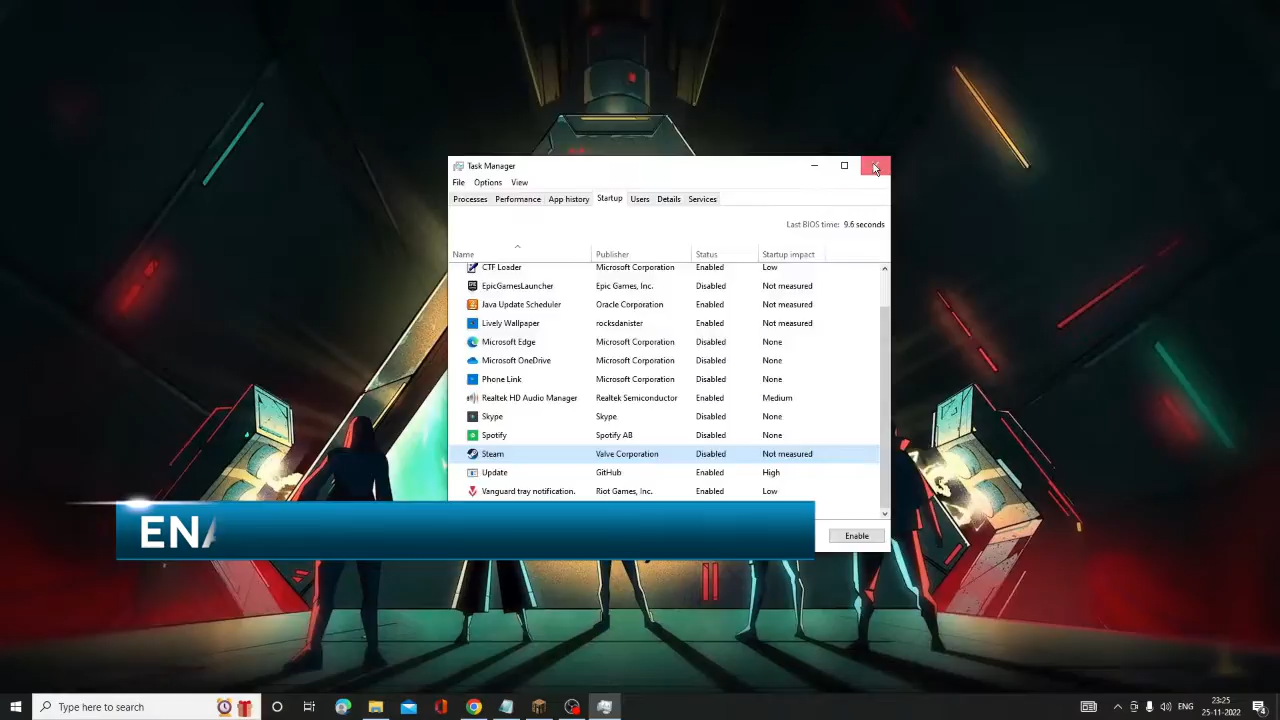 Task Manager
File Options View
Processes Performance App history Startup Users Details Services
Last BIOS time: 9.6 seconds
Name Publisher Status Startup impact
CTF Loader Microsoft Corporation Enabled Low
EpicGamesLauncher Epic Games, Inc. Disabled Not measured
Java Update Scheduler Oracle Corporation Enabled Not measured
Lively Wallpaper rocksdanister Enabled Not measured
Microsoft Edge Microsoft Corporation Disabled None
Microsoft OneDrive Microsoft Corporation Disabled None
Phone Link Microsoft Corporation Disabled None
Realtek HD Audio Manager Realtek Semiconductor Enabled Medium
Skype Skype Disabled None
Spotify Spotify AB Disabled None
Steam Valve Corporation Disabled Not measured
Update GitHub Enabled High
Vanguard tray notification. Riot Games, Inc. Enabled Low
ENA
Enable
Type here to search
ENG
23:25
25-11-2022